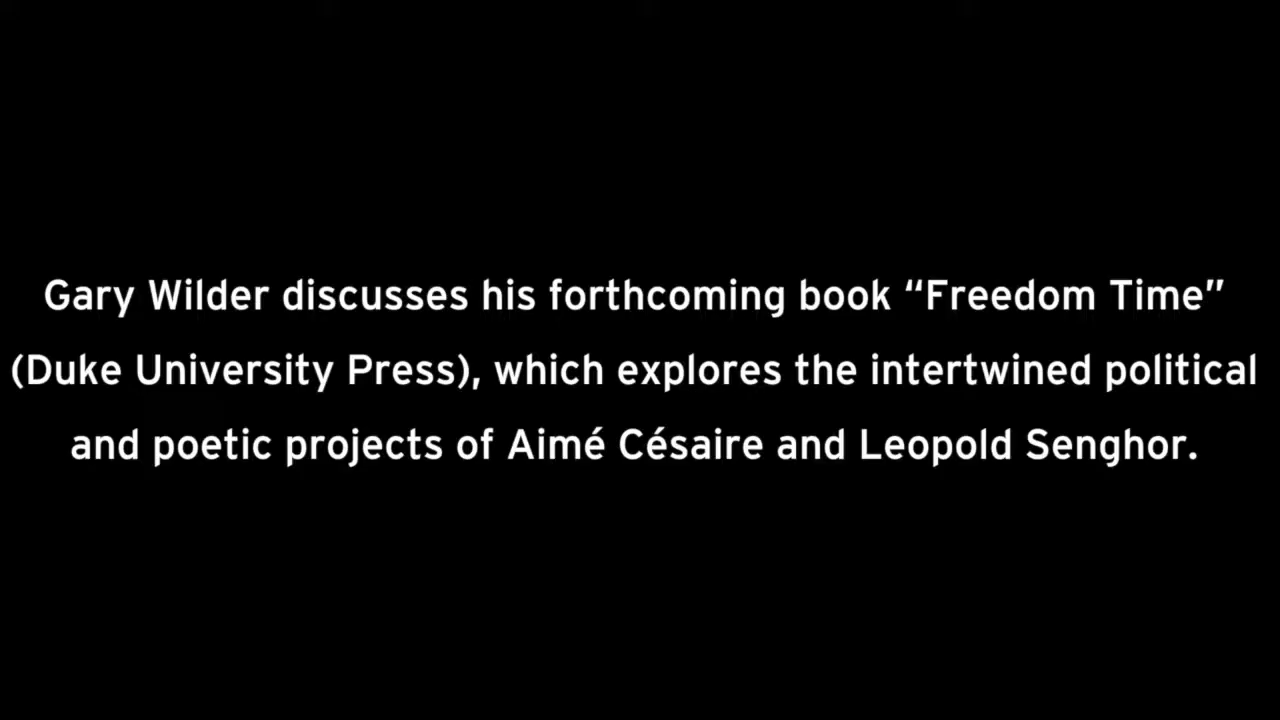 Gary Wilder discusses his forthcoming book “Freedom Time”
(Duke University Press), which explores the intertwined political
and poetic projects of Aimé Césaire and Leopold Senghor.